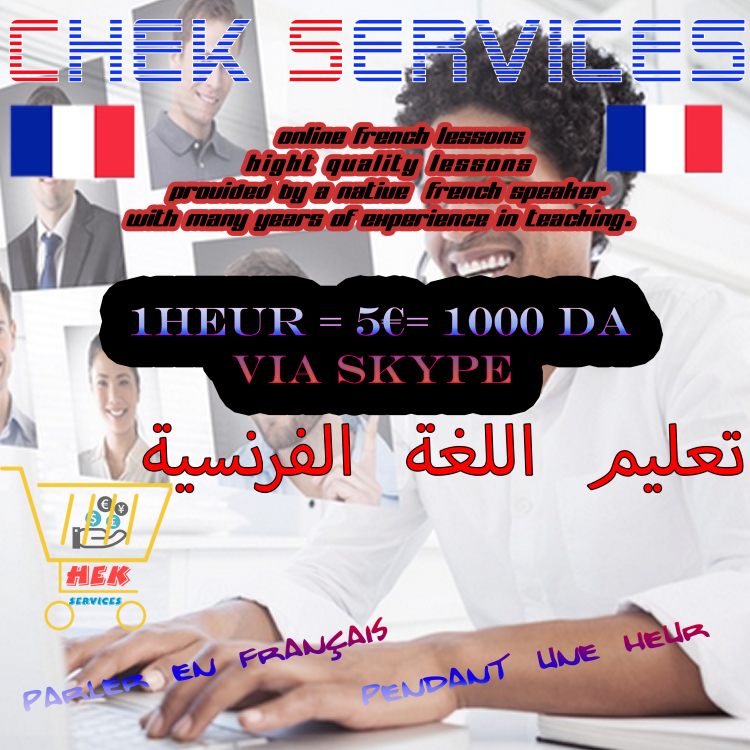 CHEK SERVICES
online french lessons
hight quality lessons
provided by a native french speaker
with many years of experience in teaching.
1HEUR = 5€= 1000 DA
VIA SKYPE
تعليم اللغة الفرنسية
HEK
SERVICES
PARLER EN FRANÇAIS
PENDANT UNE HEUR